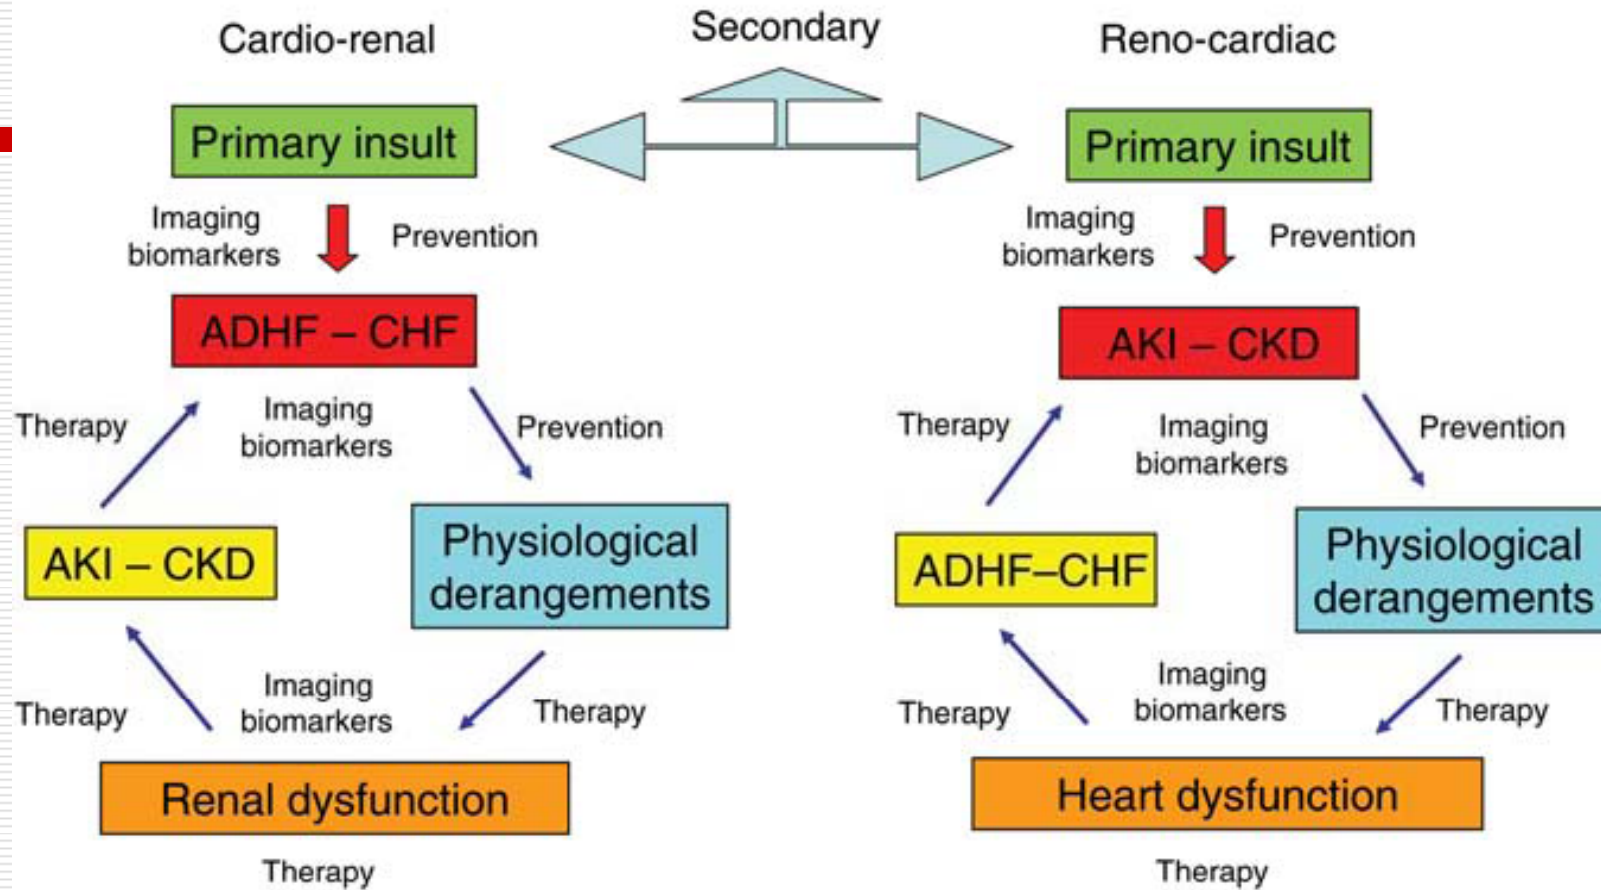 Cardio-renal
Secondary
Reno-cardiac
Primary insult
Primary insult
Imaging
biomarkers
Prevention
Imaging
biomarkers
Prevention
ADHF – CHF
AKI – CKD
Therapy
Imaging
biomarkers
Prevention
Therapy
Imaging
biomarkers
Prevention
AKI – CKD
Physiological
derangements
ADHF–CHF
Physiological
derangements
Therapy
Imaging
biomarkers
Therapy
Therapy
Imaging
biomarkers
Therapy
Renal dysfunction
Heart dysfunction
Therapy
Therapy